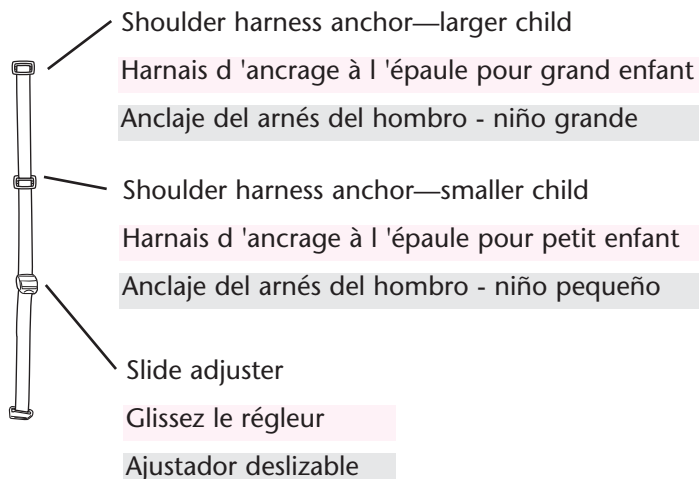 Shoulder harness anchor—larger child
Harnais d 'ancrage à l 'épaule pour grand enfant
Anclaje del arnés del hombro - niño grande
Shoulder harness anchor—smaller child
Harnais d 'ancrage à l 'épaule pour petit enfant
Anclaje del arnés del hombro - niño pequeño
Slide adjuster
Glissez le régleur
Ajustador deslizable